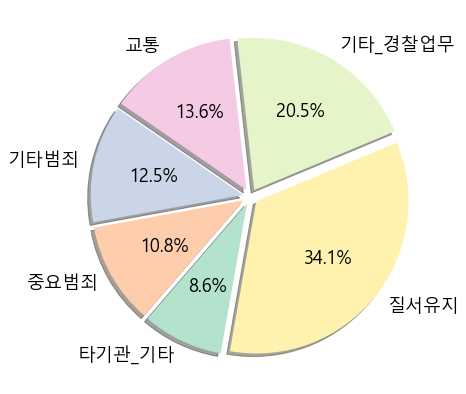 교통
기타_경찰업무
13.6%
20.5%
기타범죄
12.5%
10.8%
중요범죄
34.1%
8.6%
질서유지
타기관_기타